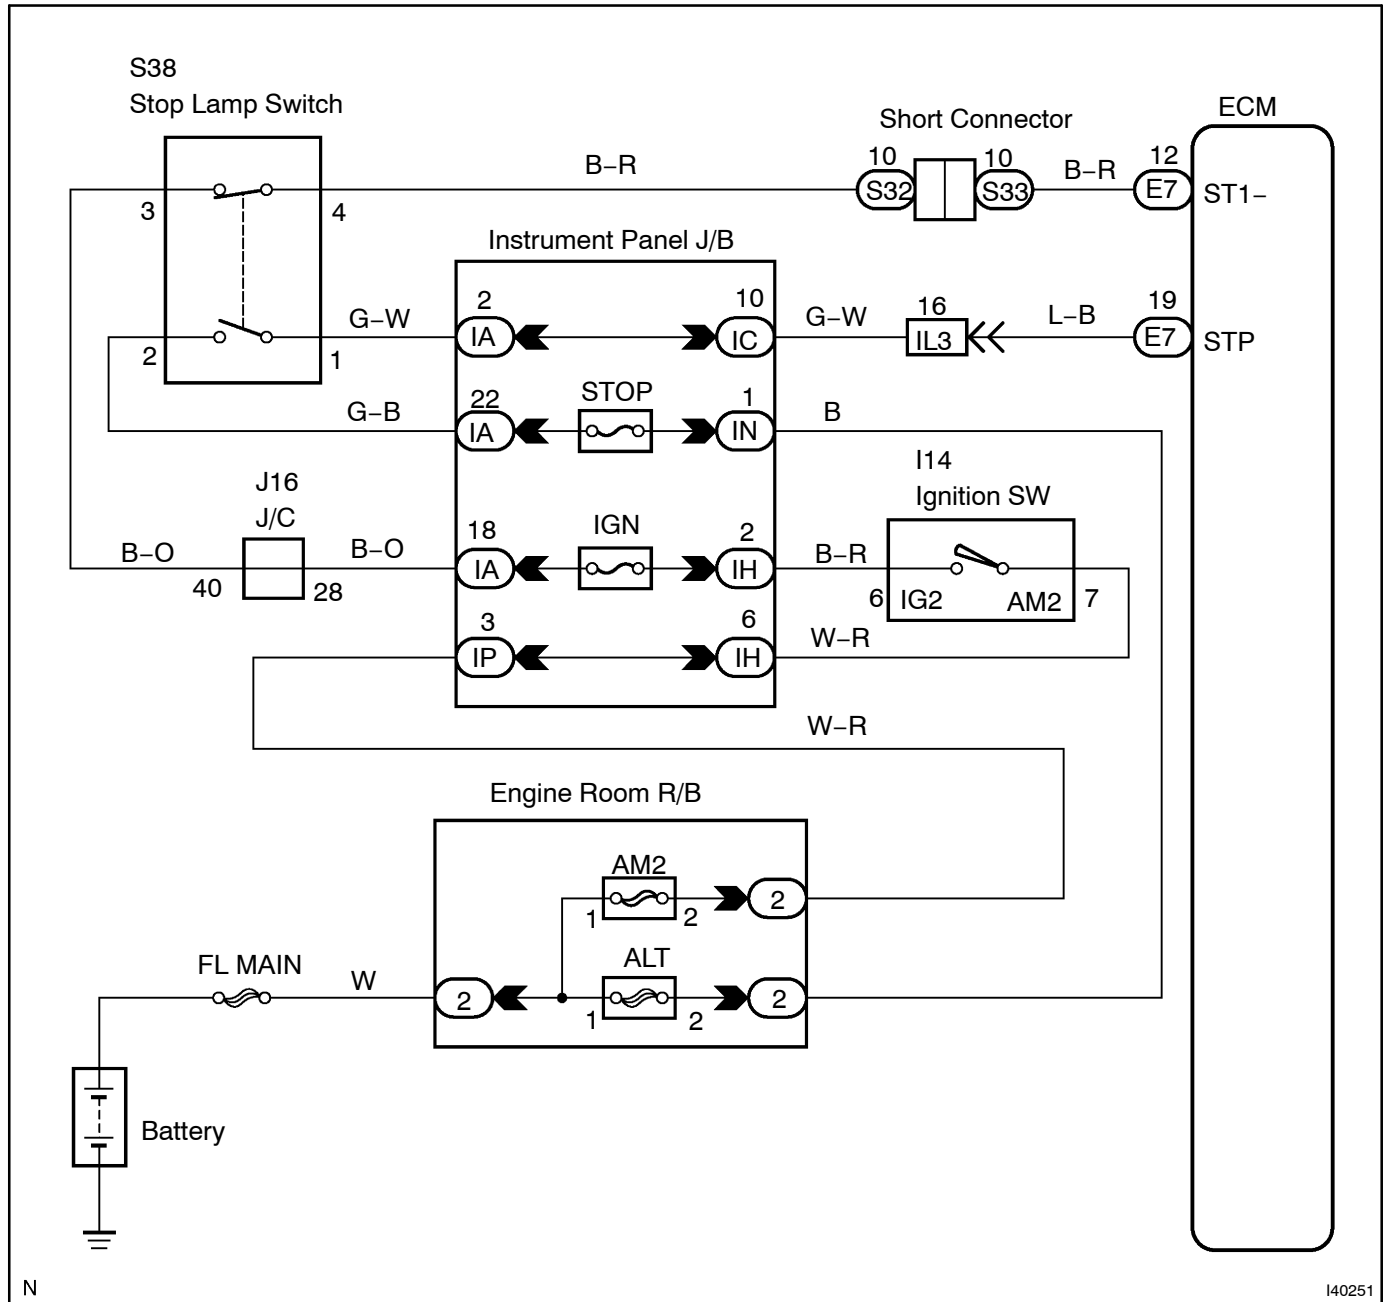 S38
Stop Lamp Switch
ECM
Short Connector
10
10
12
B–R
B–R
S32
S33
E7
ST1–
3
4
Instrument Panel J/B
2
10
16
19
G–W
G–W
L–B
IA
IC
IL3
E7
STP
2
1
STOP
22
1
G–B
B
IA
IN
I14
Ignition SW
J16
J/C
IGN
18
2
B–O
B–O
B–R
IA
IH
40
28
6
IG2
AM2
7
3
6
W–R
IP
IH
W–R
Engine Room R/B
AM2
2
1
2
FL MAIN
W
ALT
2
2
1
2
Battery
N
I40251